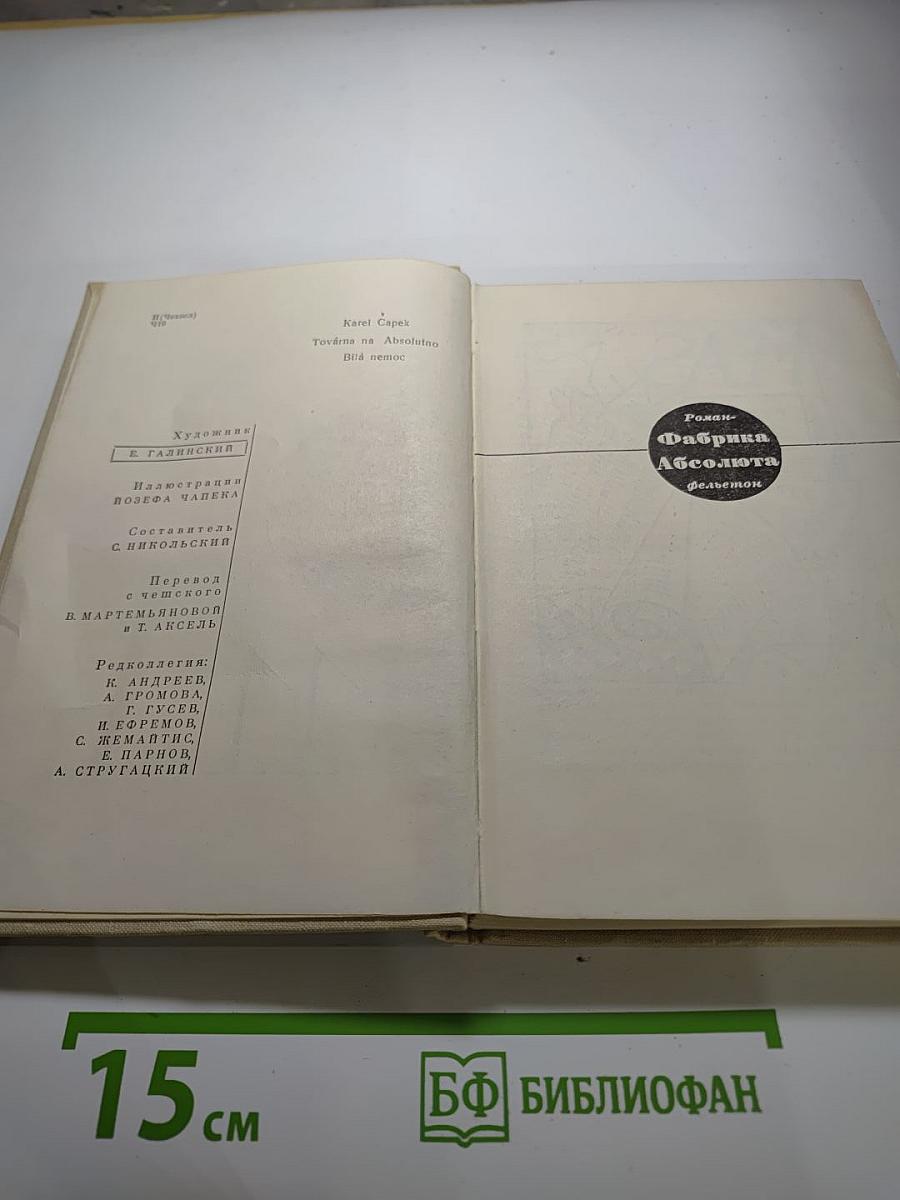 И(Чехосл)
Ч19
Karel Čapek
Továrna na Absolutno
Bílá nemoc
Художник
Е. ГАЛИНСКИЙ
Иллюстрации
ЙОЗЕФА ЧАПЕКА
Составитель
С. НИКОЛЬСКИЙ
Перевод
с чешского
В. МАРТЕМЬЯНОВОЙ
и Т. АКСЕЛЬ
Редколлегия:
К. АНДРЕЕВ,
А. ГРОМОВА,
Г. ГУСЕВ,
И. ЕФРЕМОВ,
С. ЖЕМАЙТИС,
Е. ПАРНОВ,
А. СТРУГАЦКИЙ
Роман-
Фабрика
Абсолюта
фельетон
15 см
БФ БИБЛИОФАН